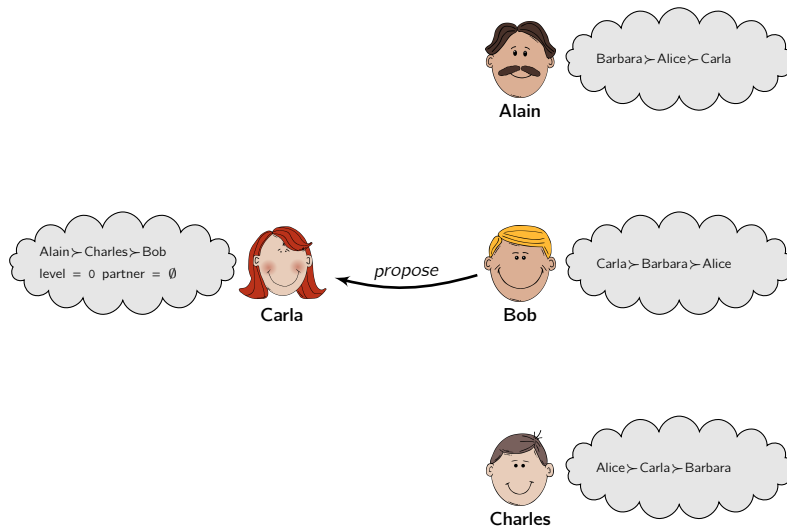 Barbara≻Alice≻Carla
Alain
Alain≻Charles≻Bob
level = 0 partner = ∅
Carla
propose
Carla≻Barbara≻Alice
Bob
Alice≻Carla≻Barbara
Charles